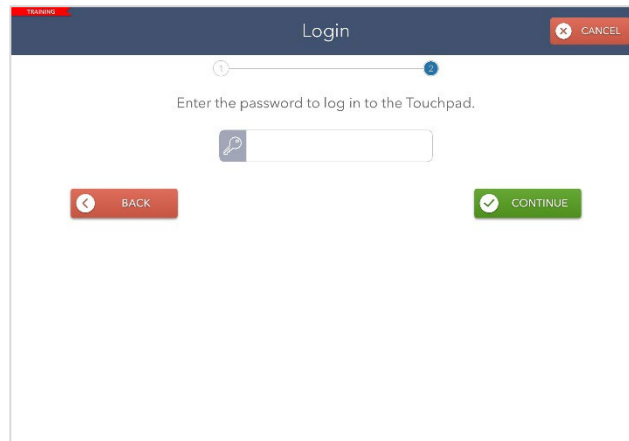 TRAINING
Login
CANCEL
1
2
Enter the password to log in to the Touchpad.
BACK
CONTINUE